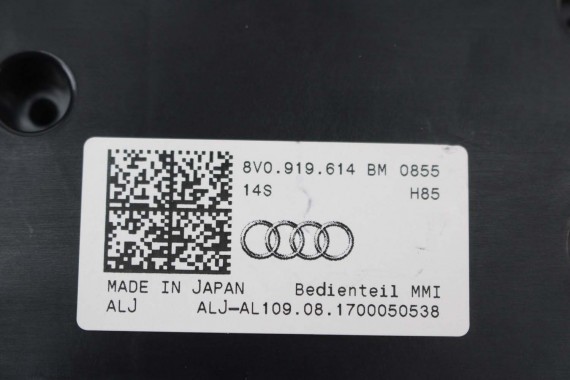 8V0.919.614 BM 0855
14S H85
MADE IN JAPAN Bedienteil MMI
ALJ ALJ-AL109.08.1700050538